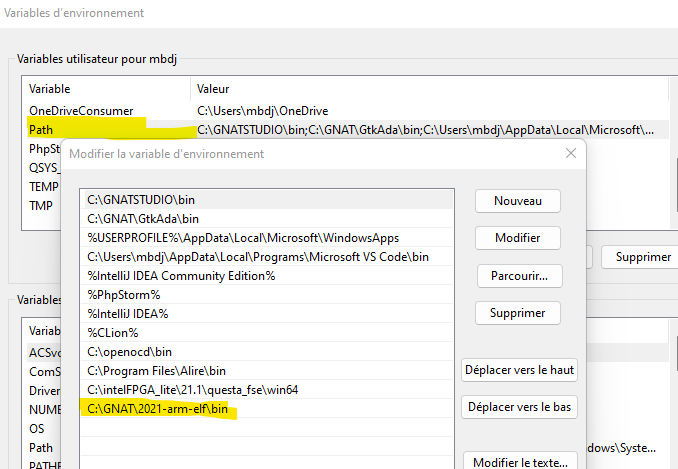 Variables d'environnement
Variables utilisateur pour mbdj
Variable Valeur
OneDriveConsumer C:\Users\mbdj\OneDrive
Path C:\GNATSTUDIO\bin;C:\GNAT\GtkAda\bin;C:\Users\mbdj\AppData\Local\Microsoft\...
PhpSt
QSYS_
TEMP
TMP
Modifier la variable d'environnement
C:\GNATSTUDIO\bin
C:\GNAT\GtkAda\bin
%USERPROFILE%\AppData\Local\Microsoft\WindowsApps
C:\Users\mbdj\AppData\Local\Programs\Microsoft VS Code\bin
%IntelliJ IDEA Community Edition%
%PhpStorm%
%IntelliJ IDEA%
%CLion%
C:\openocd\bin
C:\Program Files\Alire\bin
C:\intelFPGA_lite\21.1\questa_fse\win64
C:\GNAT\2021-arm-elf\bin
Nouveau
Modifier
Parcourir...
Supprimer
Déplacer vers le haut
Déplacer vers le bas
Modifier le texte...
Supprimer
Variables
Variab
ACSvc
ComS
Driver
NUME
OS
Path dows\Syste...
PATHE